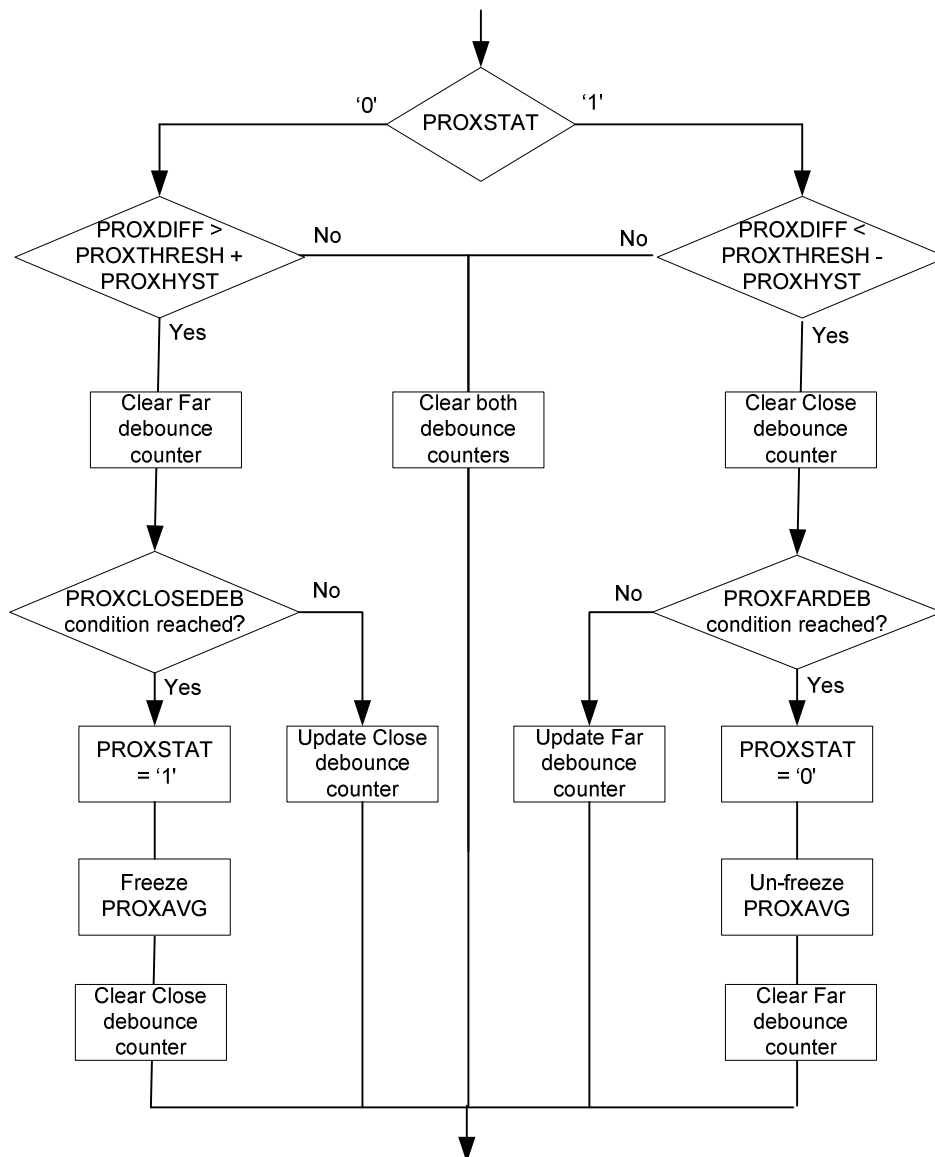 PROXSTAT
‘0'
‘1'
PROXDIFF >
PROXTHRESH +
PROXHYST
No
No
PROXDIFF <
PROXTHRESH -
PROXHYST
Yes
Yes
Clear Far
debounce
counter
Clear both
debounce
counters
Clear Close
debounce
counter
PROXCLOSEDEB
condition reached?
No
No
PROXFARDEB
condition reached?
Yes
Yes
PROXSTAT
= ‘1'
Update Close
debounce
counter
Update Far
debounce
counter
PROXSTAT
= ‘0'
Freeze
PROXAVG
Un-freeze
PROXAVG
Clear Close
debounce
counter
Clear Far
debounce
counter